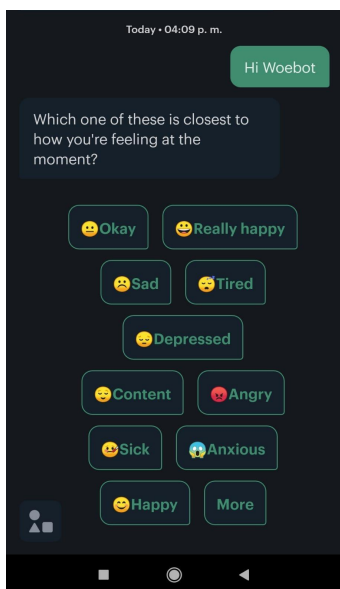 Today • 04:09 p. m.
Hi Woebot
Which one of these is closest to
how you're feeling at the
moment?
😐Okay 😀Really happy
☹️Sad 😴Tired
😔Depressed
😌Content 😡Angry
🤒Sick 😱Anxious
😊Happy More